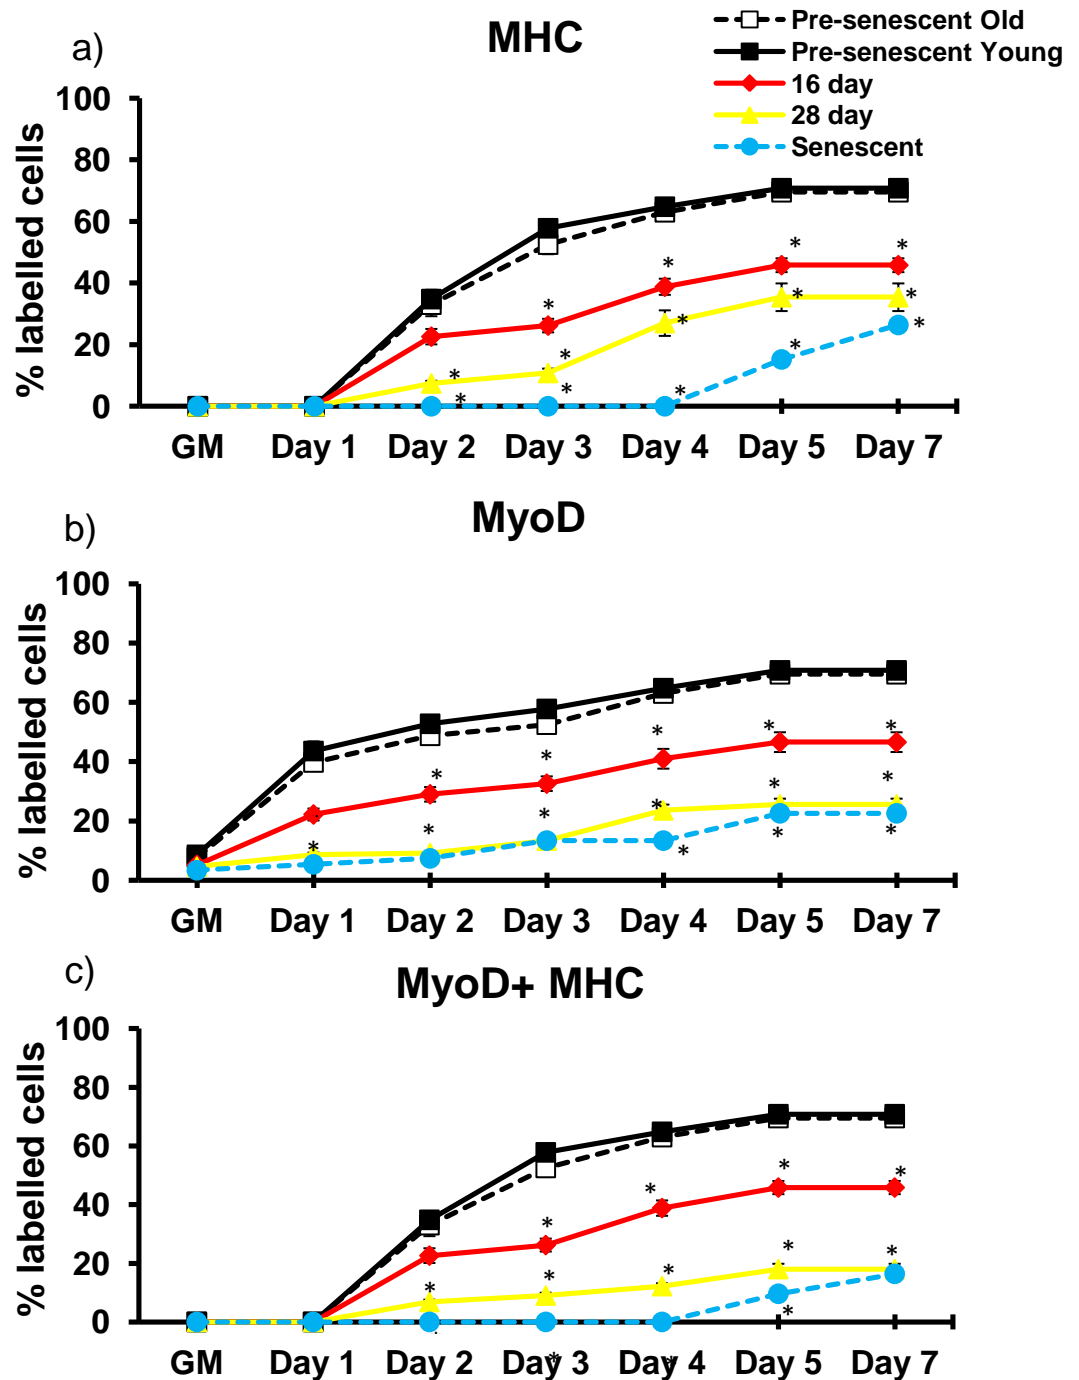 a)
MHC
Pre-senescent Old
Pre-senescent Young
16 day
28 day
Senescent
% labelled cells
100
80
60
40
20
0
GM Day 1 Day 2 Day 3 Day 4 Day 5 Day 7
* * * * * * * * * * * * * *
b)
MyoD
% labelled cells
100
80
60
40
20
0
GM Day 1 Day 2 Day 3 Day 4 Day 5 Day 7
c)
MyoD+ MHC
% labelled cells
100
80
60
40
20
0
GM Day 1 Day 2 Day 3 Day 4 Day 5 Day 7